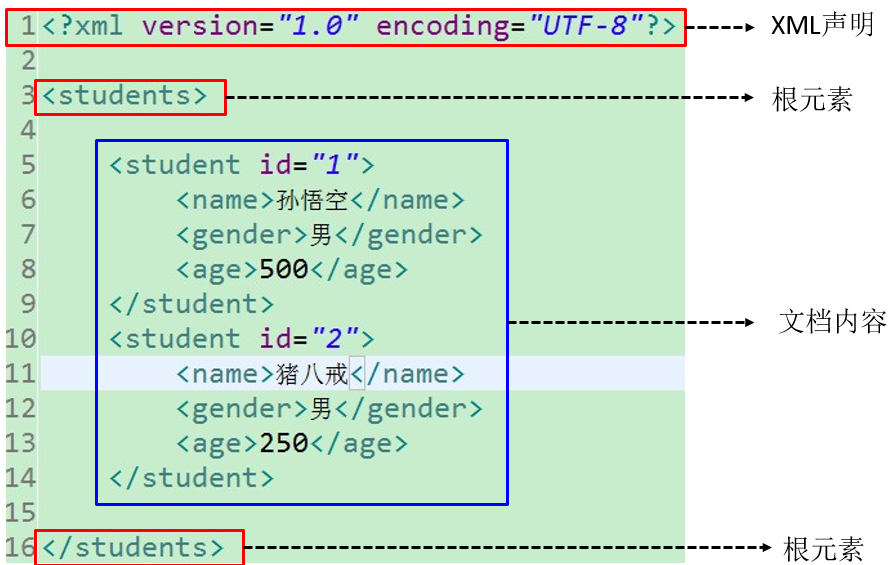 1 <?xml version="1.0" encoding="UTF-8"?> XML声明
2
3 <students> 根元素
4
5 <student id="1">
6 <name>孙悟空</name>
7 <gender>男</gender>
8 <age>500</age>
9 </student>
文档内容
10 <student id="2">
11 <name>猪八戒</name>
12 <gender>男</gender>
13 <age>250</age>
14 </student>
15
16 </students> 根元素